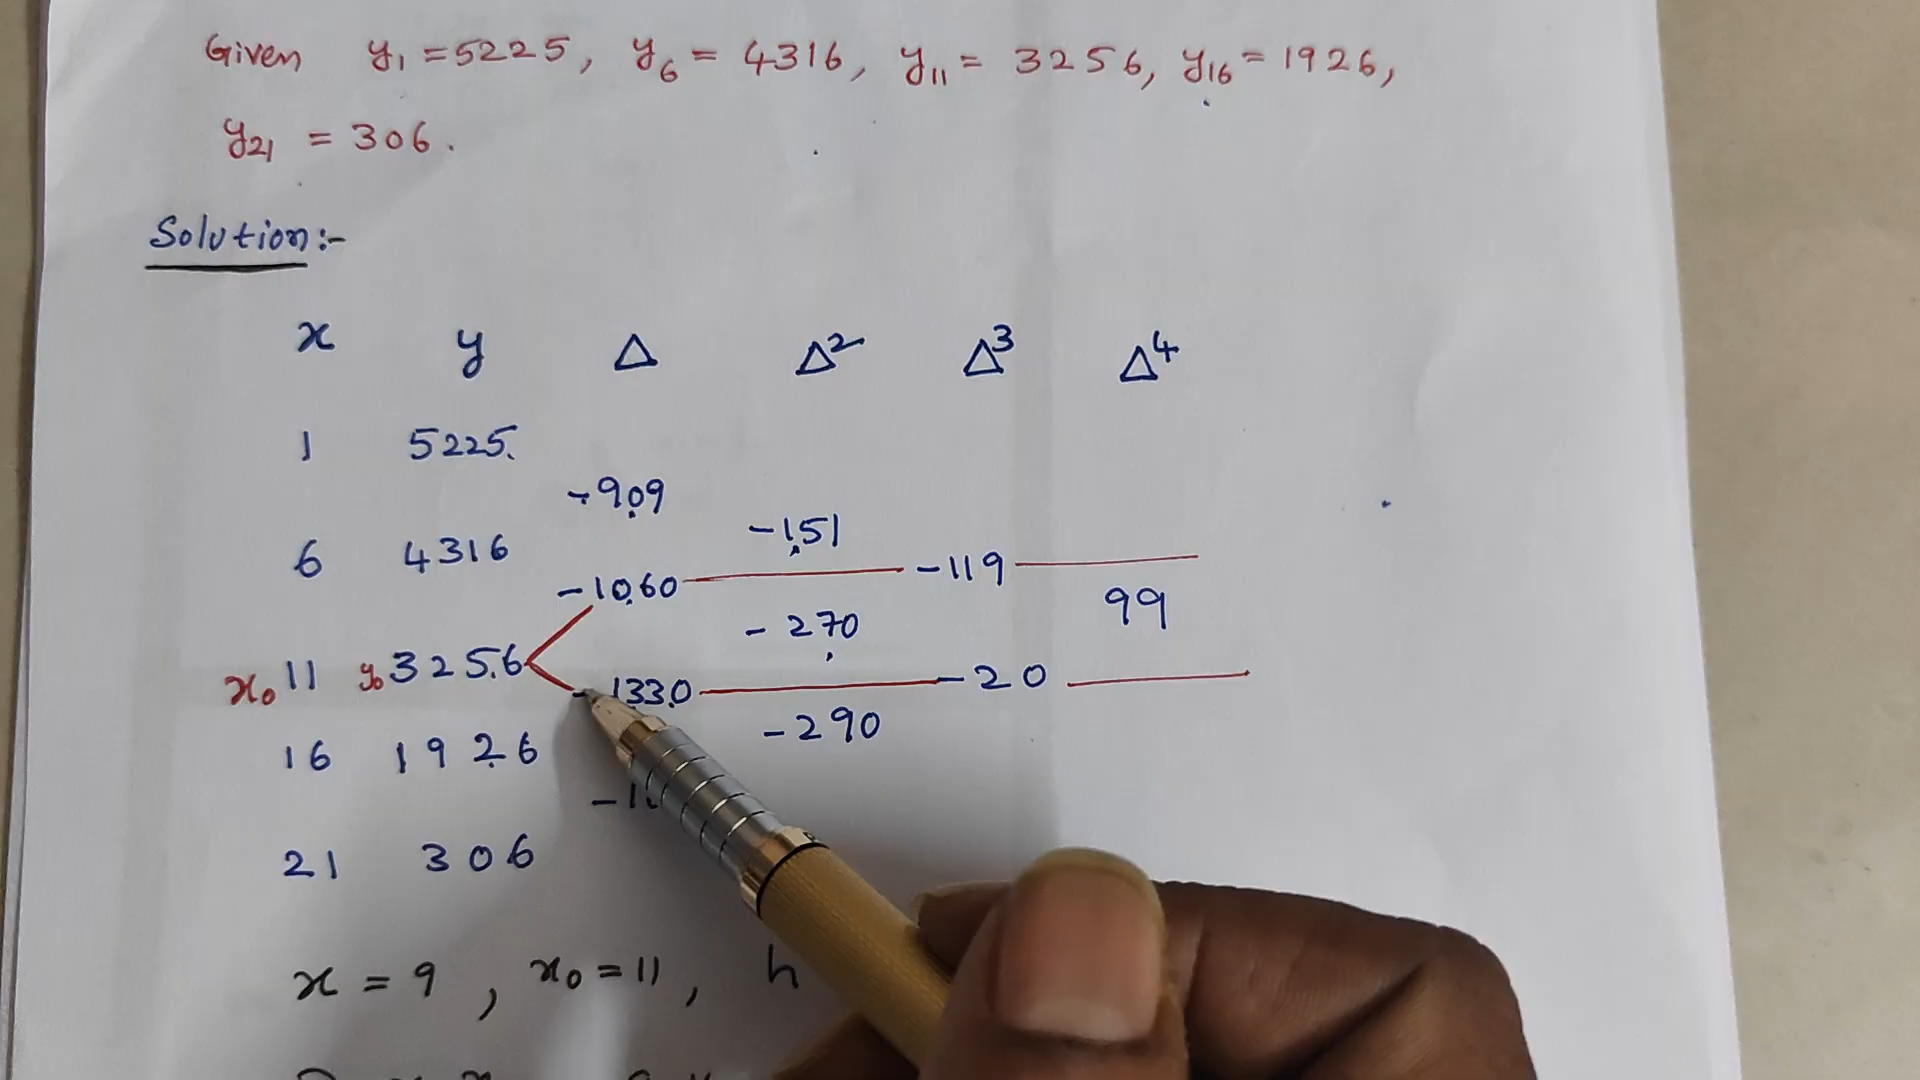 Given y₁ = 5225, y₆ = 4316, y₁₁ = 3256, y₁₆ = 1926,
y₂₁ = 306.
Solution:-
x y Δ Δ² Δ³ Δ⁴
1 5225
-909
-151
6 4316
-1060 -119
99
-270
x₀ 11 y₀ 3256
-1330 -20
-290
16 1926
21 306
x = 9, x₀ = 11, h